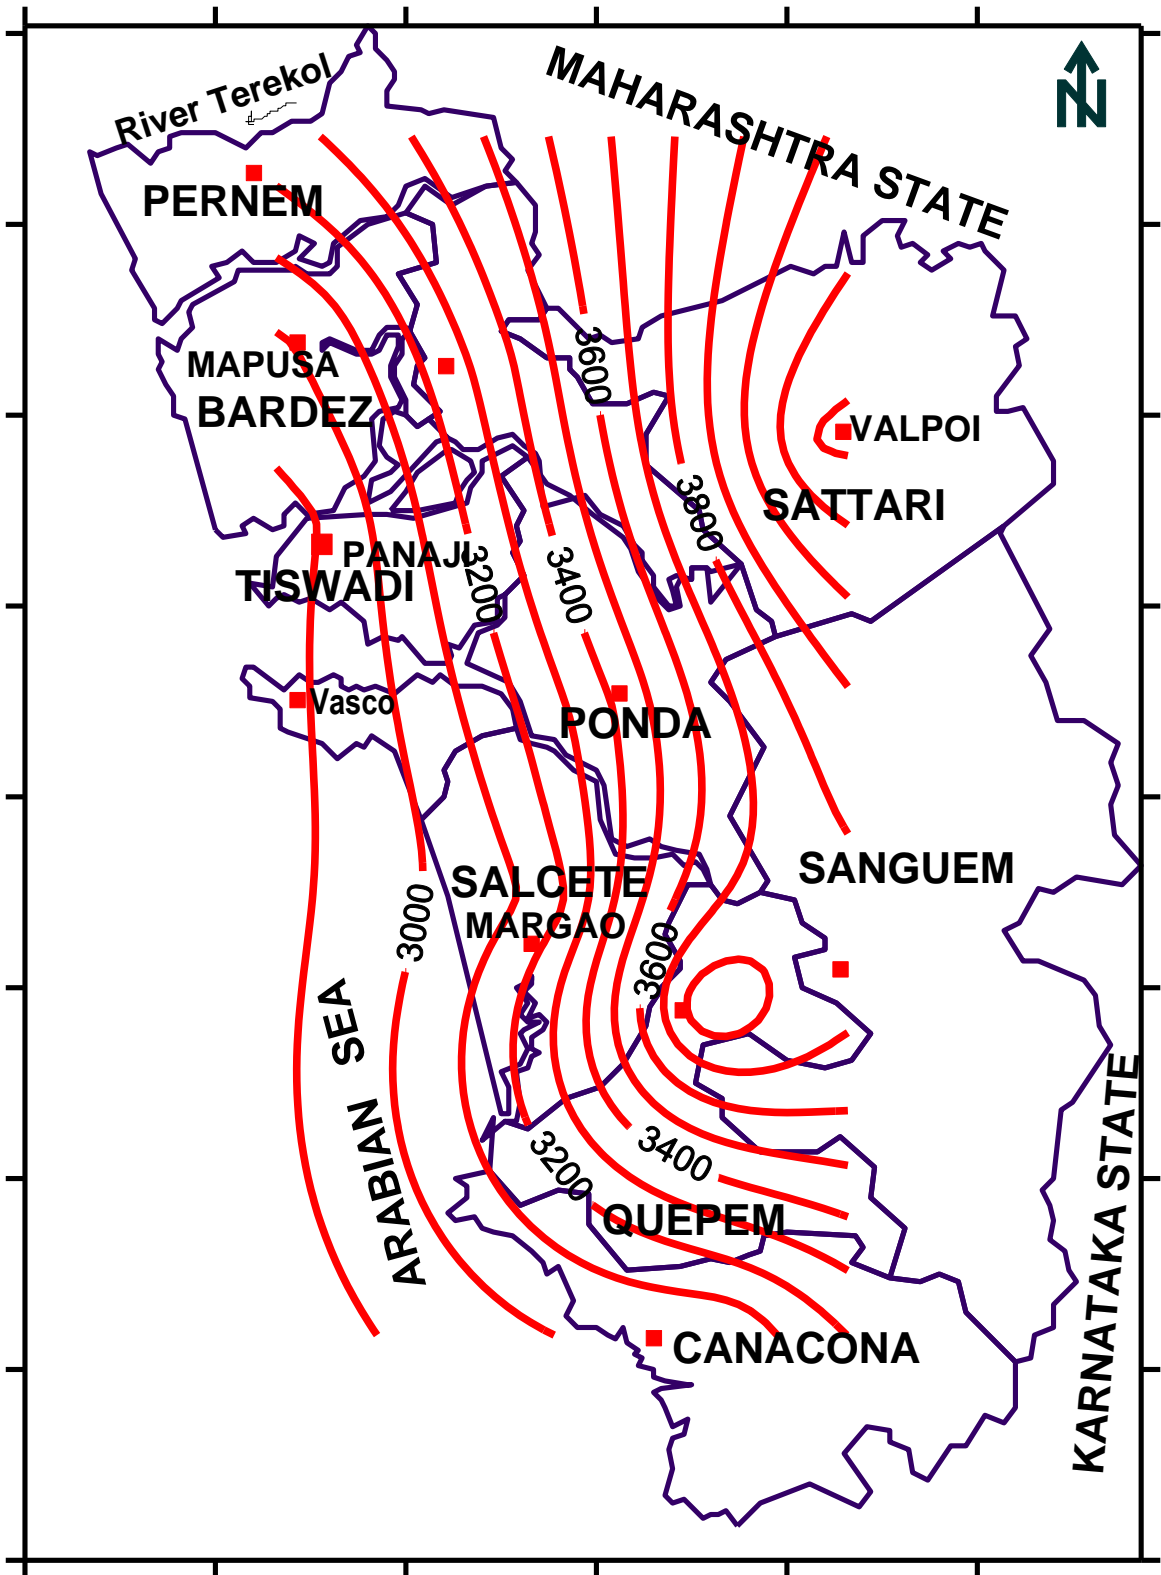 MAHARASHTRA STATE
N
River Terekol
PERNEM
3600
MAPUSA
BARDEZ
VALPOI
3800
SATTARI
PANAJI
TISWADI
3200
3400
Vasco
PONDA
SALCETE
SANGUEM
3000
MARGAO
3600
ARABIAN SEA
3200
3400
QUEPEM
CANACONA
KARNATAKA STATE